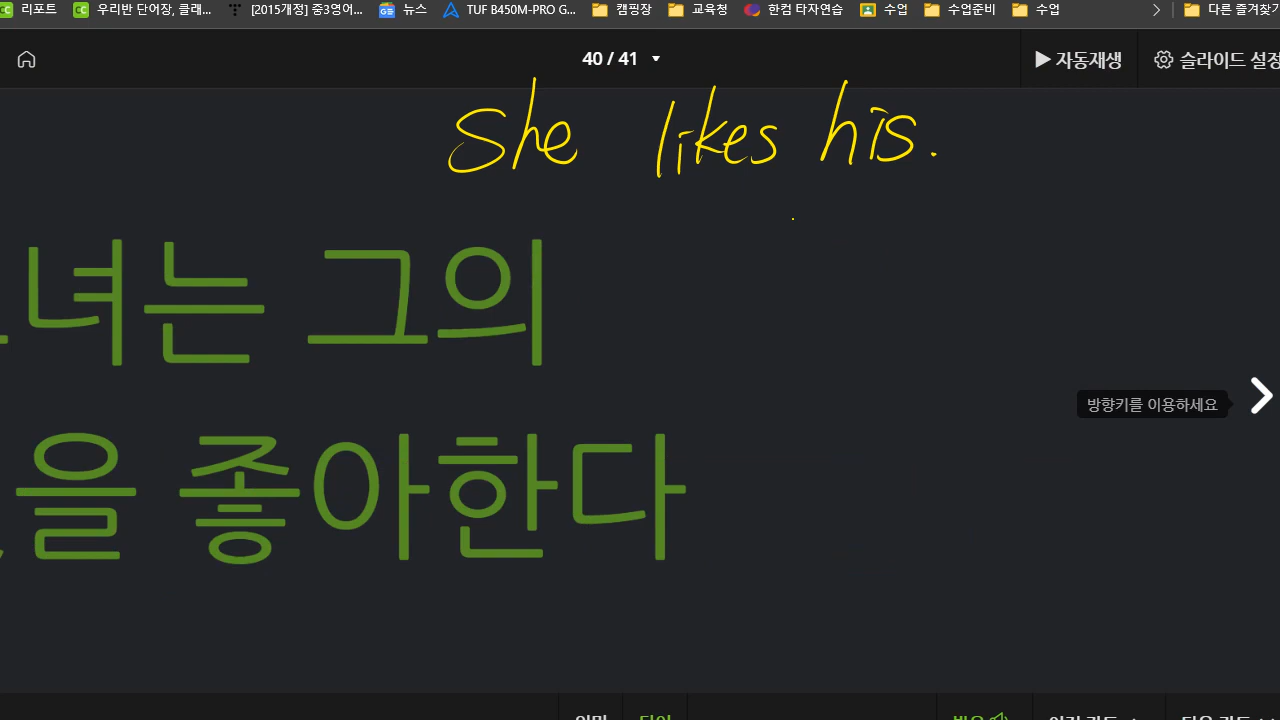 리포트 우리반 단어장, 클래... [2015개정] 중3영어... 뉴스 TUF B450M-PRO G... 캠핑장 교육청 한컴 타자연습 수업 수업준비 수업 다른 즐겨찾기
40 / 41 자동재생 슬라이드 설정
She likes his.
녀는 그의
방향키를 이용하세요
을 좋아한다